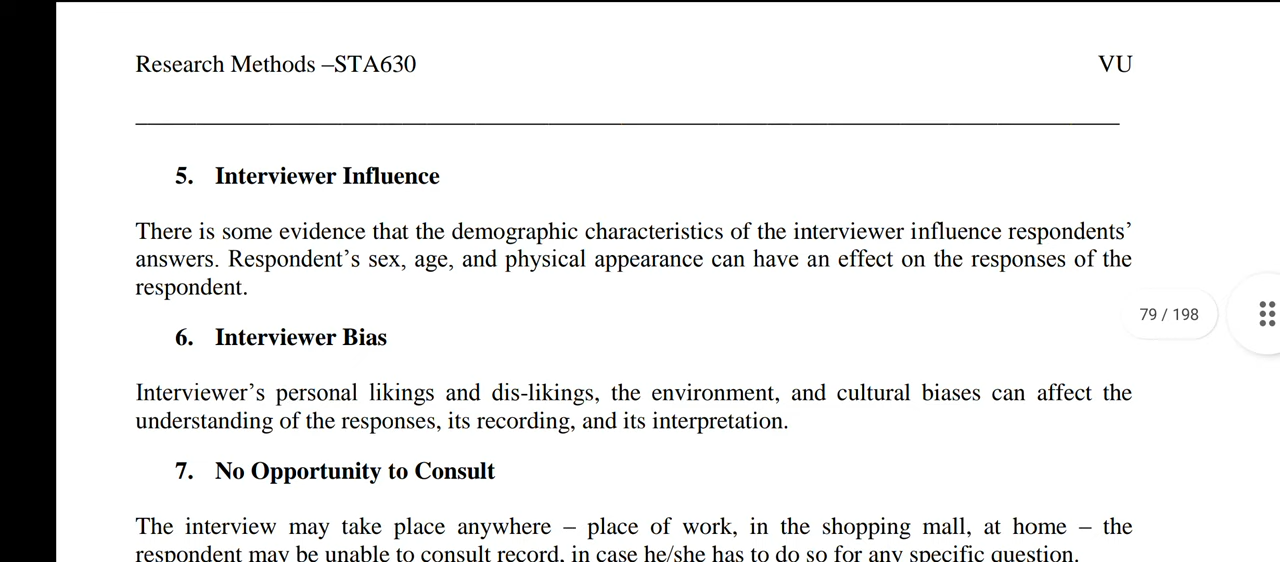 Research Methods –STA630 VU
5. Interviewer Influence
There is some evidence that the demographic characteristics of the interviewer influence respondents’
answers. Respondent’s sex, age, and physical appearance can have an effect on the responses of the
respondent.
6. Interviewer Bias
79 / 198
Interviewer’s personal likings and dis-likings, the environment, and cultural biases can affect the
understanding of the responses, its recording, and its interpretation.
7. No Opportunity to Consult
The interview may take place anywhere – place of work, in the shopping mall, at home – the
respondent may be unable to consult record, in case he/she has to do so for any specific question.